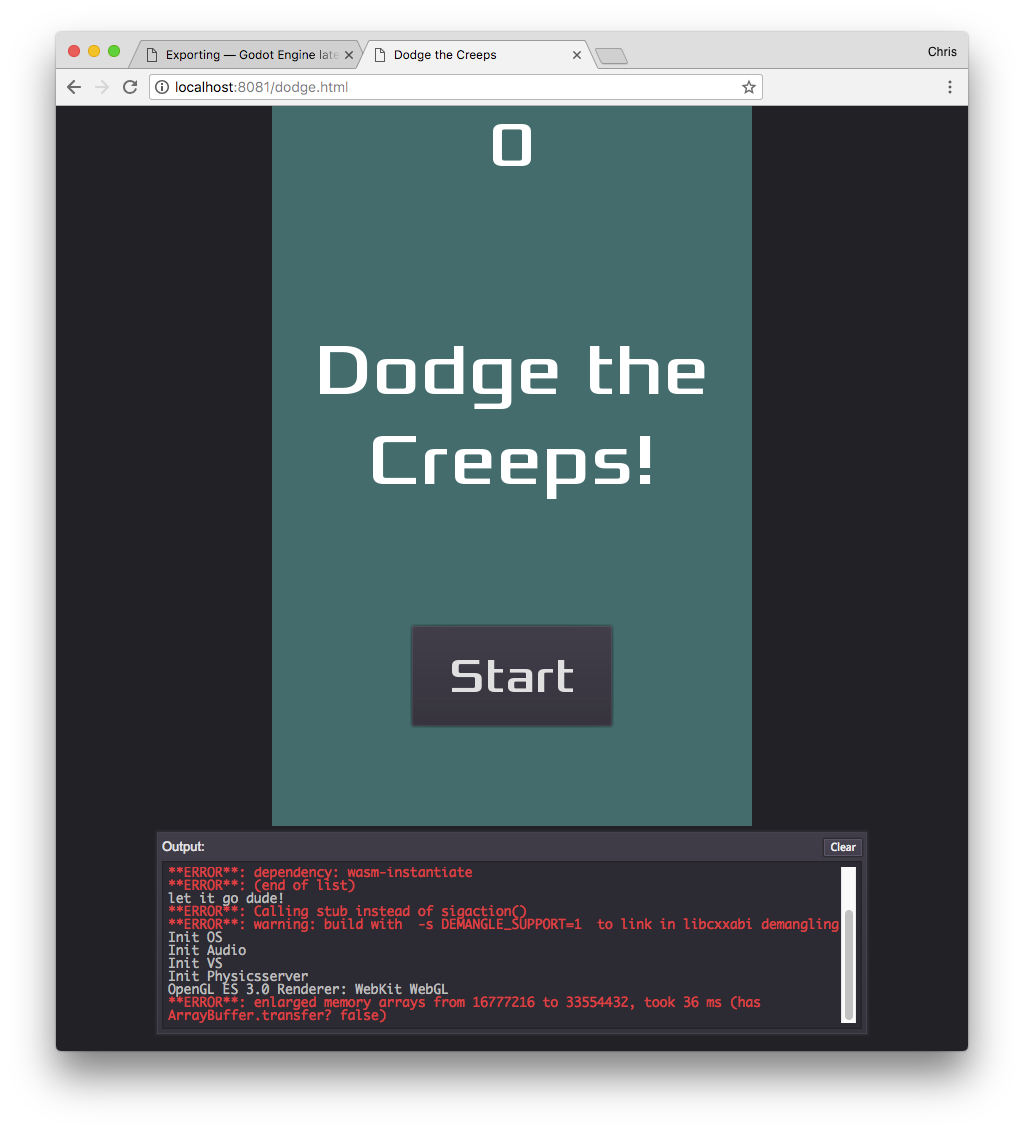 Exporting — Godot Engine late
Dodge the Creeps
Chris
localhost:8081/dodge.html
0
Dodge the
Creeps!
Start
Output:
Clear
**ERROR**: dependency: wasm-instantiate
**ERROR**: (end of list)
let it go dude!
**ERROR**: Calling stub instead of sigaction()
**ERROR**: warning: build with  -s DEMANGLE_SUPPORT=1  to link in libcxxabi demangling
Init OS
Init Audio
Init VS
Init Physicsserver
OpenGL ES 3.0 Renderer: WebKit WebGL
**ERROR**: enlarged memory arrays from 16777216 to 33554432, took 36 ms (has
ArrayBuffer.transfer? false)